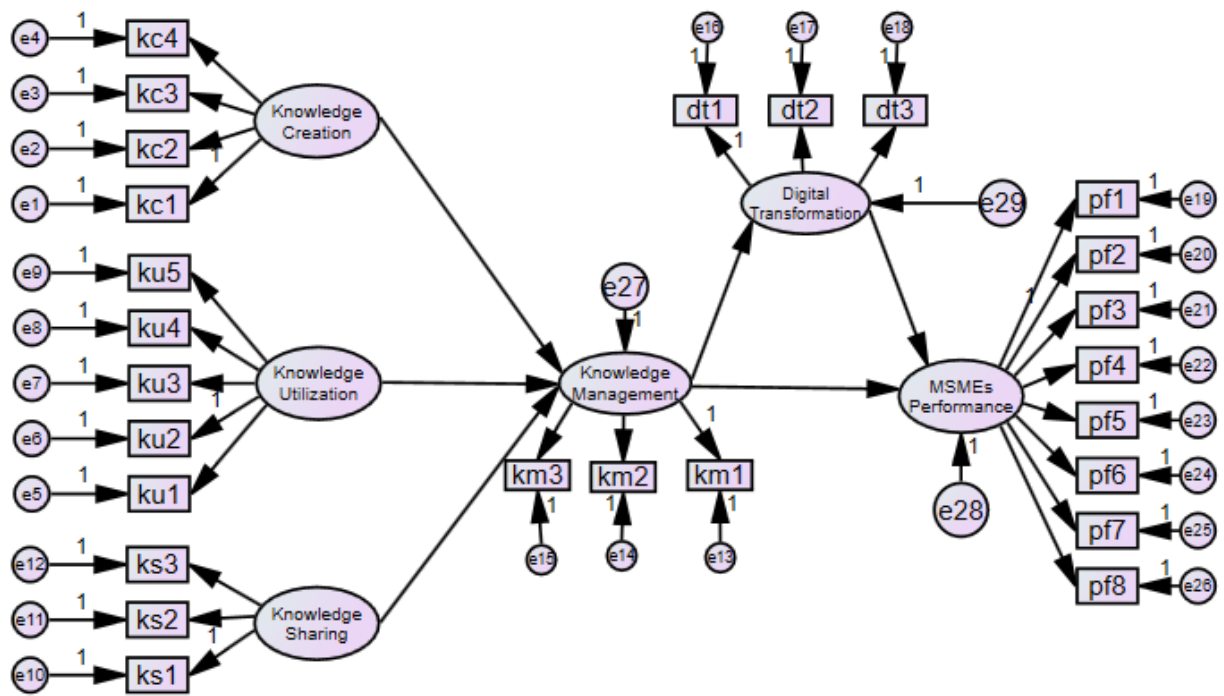 e4 1 kc4
e3 1 kc3
e2 1 kc2
e1 1 kc1
1
Knowledge
Creation
e9 1 ku5
e8 1 ku4
e7 1 ku3
e6 1 ku2
e5 1 ku1
1
Knowledge
Utilization
e12 1 ks3
e11 1 ks2
e10 1 ks1
1
Knowledge
Sharing
e27
1
Knowledge
Management
1
km3 km2 km1
1 1 1
e15 e14 e13
e16 e17 e18
1 1 1
dt1 dt2 dt3
1
Digital
Transformation
1 e29
MSMEs
Performance
1
e28
1
pf1 1 e19
pf2 1 e20
pf3 1 e21
pf4 1 e22
pf5 1 e23
pf6 1 e24
pf7 1 e25
pf8 1 e26